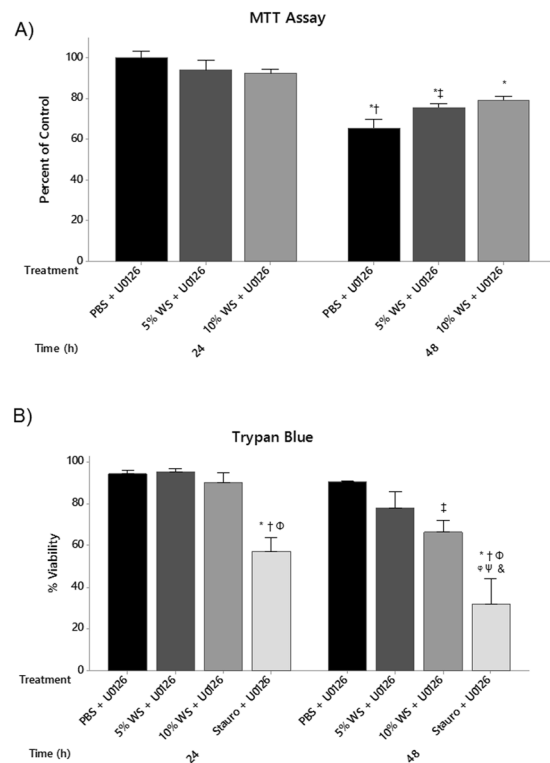 A)
MTT Assay
Percent of Control
100
80
60
40
20
0
*†
*‡
*
Treatment
PBS + U0126
5% WS + U0126
10% WS + U0126
PBS + U0126
5% WS + U0126
10% WS + U0126
Time (h)
24
48
B)
Trypan Blue
% Viability
100
80
60
40
20
0
* † Φ
‡
* † Φ
φ Ψ &
Treatment
PBS + U0126
5% WS + U0126
10% WS + U0126
Stauro + U0126
PBS + U0126
5% WS + U0126
10% WS + U0126
Stauro + U0126
Time (h)
24
48